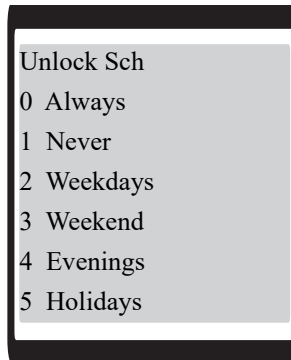 Unlock Sch
0 Always
1 Never
2 Weekdays
3 Weekend
4 Evenings
5 Holidays